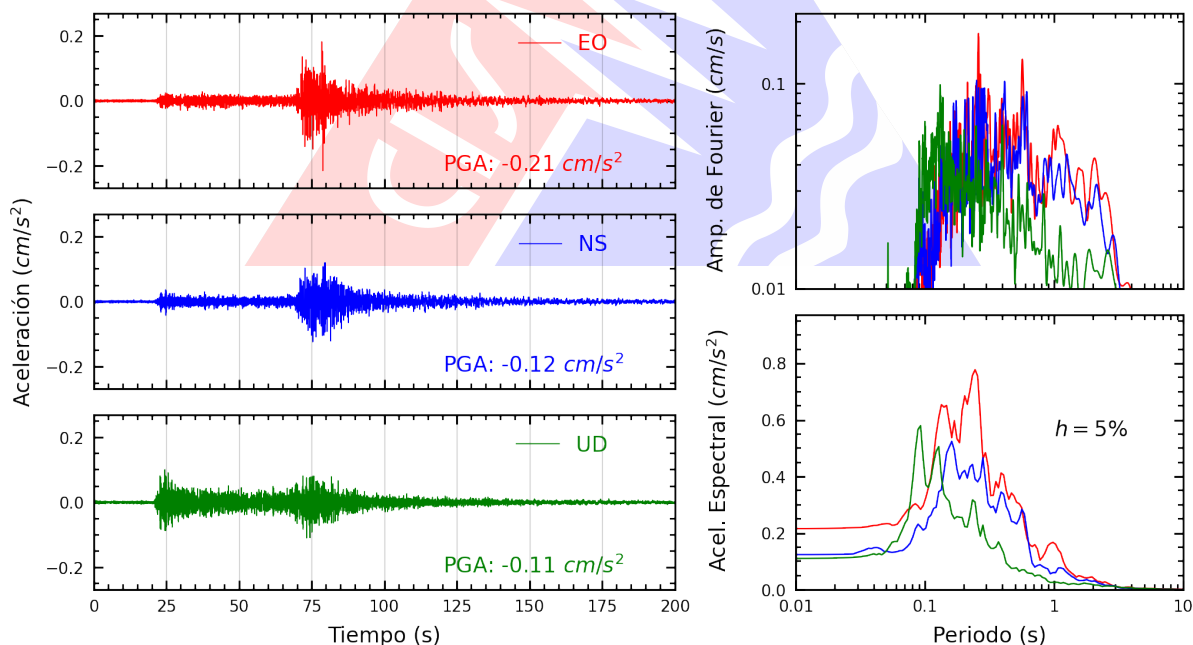 Aceleración (cm/s²)
0.2
0.0
−0.2
EO
PGA: -0.21 cm/s²
0.2
0.0
−0.2
NS
PGA: -0.12 cm/s²
0.2
0.0
−0.2
UD
PGA: -0.11 cm/s²
0 25 50 75 100 125 150 175 200
Tiempo (s)
Amp. de Fourier (cm/s)
0.1
0.01
Acel. Espectral (cm/s²)
0.8
0.6
0.4
0.2
0.0
h = 5%
0.01 0.1 1 10
Periodo (s)